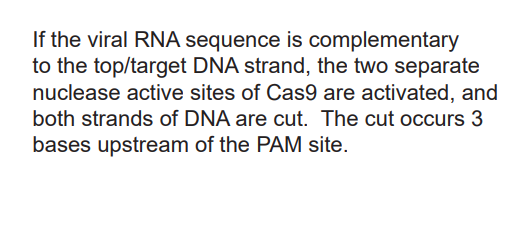 If the viral RNA sequence is complementary
to the top/target DNA strand, the two separate
nuclease active sites of Cas9 are activated, and
both strands of DNA are cut.  The cut occurs 3
bases upstream of the PAM site.